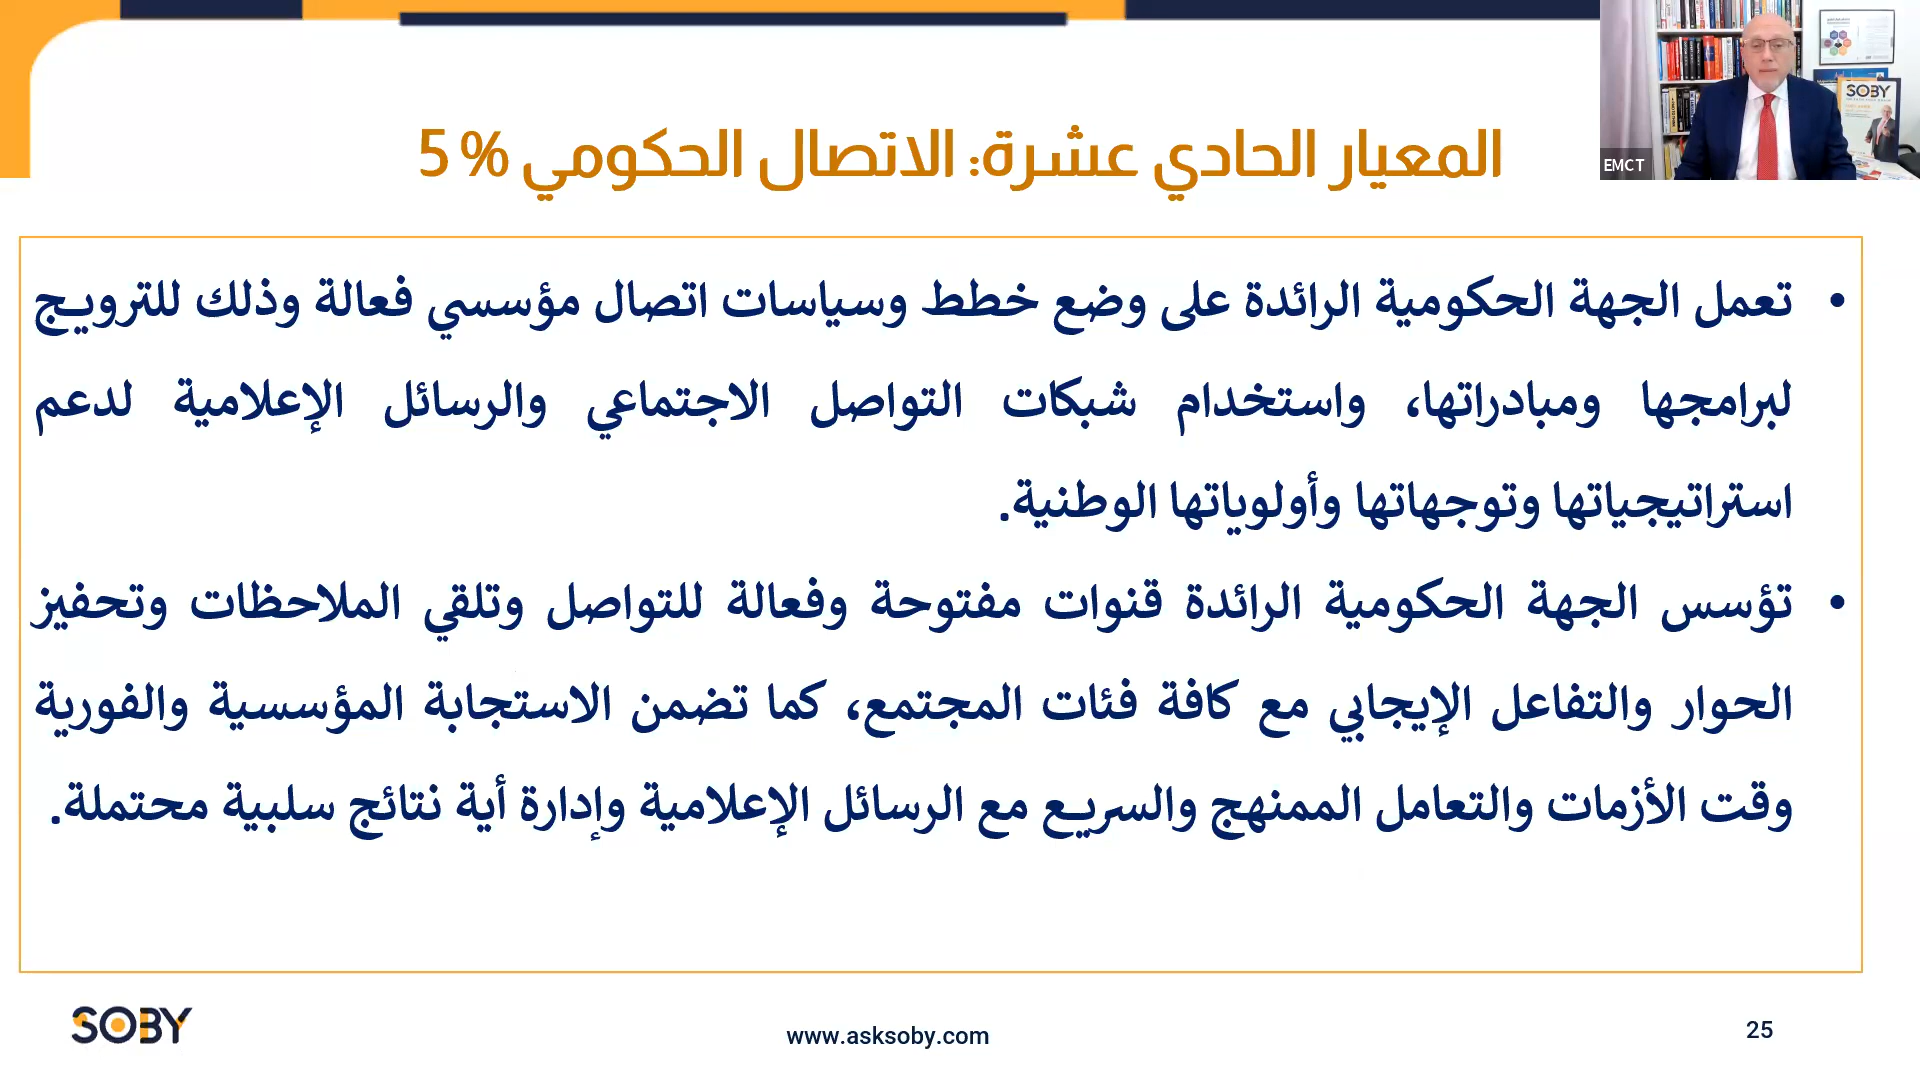 SOBY
EMCT
المعيار الحادي عشرة: الاتصال الحكومي % 5
• تعمل الجهة الحكومية الرائدة على وضع خطط وسياسات اتصال مؤسسي فعالة وذلك للترويج
لبرامجها ومبادراتها، واستخدام شبكات التواصل الاجتماعي والرسائل الإعلامية لدعم
استراتيجياتها وتوجهاتها وأولوياتها الوطنية.
• تؤسس الجهة الحكومية الرائدة قنوات مفتوحة وفعالة للتواصل وتلقي الملاحظات وتحفيز
الحوار والتفاعل الإيجابي مع كافة فئات المجتمع، كما تضمن الاستجابة المؤسسية والفورية
وقت الأزمات والتعامل الممنهج والسريع مع الرسائل الإعلامية وإدارة أية نتائج سلبية محتملة.
SOBY
www.asksoby.com
25